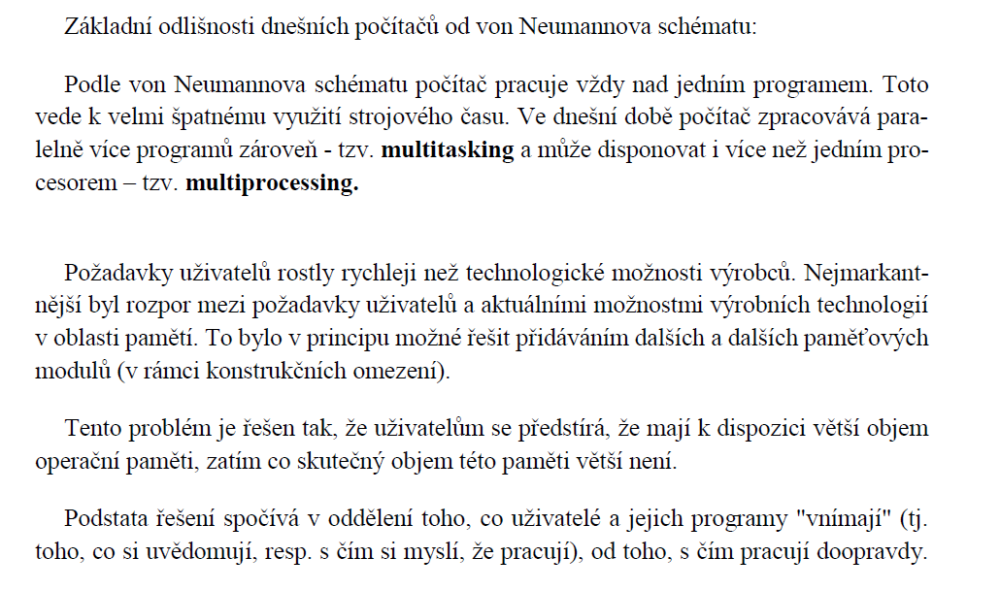 Základní odlišnosti dnešních počítačů od von Neumannova schématu:
Podle von Neumannova schématu počítač pracuje vždy nad jedním programem. Toto
vede k velmi špatnému využití strojového času. Ve dnešní době počítač zpracovává para-
lelně více programů zároveň - tzv. multitasking a může disponovat i více než jedním pro-
cesorem – tzv. multiprocessing.
Požadavky uživatelů rostly rychleji než technologické možnosti výrobců. Nejmarkant-
nější byl rozpor mezi požadavky uživatelů a aktuálními možnostmi výrobních technologií
v oblasti pamětí. To bylo v principu možné řešit přidáváním dalších a dalších paměťových
modulů (v rámci konstrukčních omezení).
Tento problém je řešen tak, že uživatelům se předstírá, že mají k dispozici větší objem
operační paměti, zatím co skutečný objem této paměti větší není.
Podstata řešení spočívá v oddělení toho, co uživatelé a jejich programy "vnímají" (tj.
toho, co si uvědomují, resp. s čím si myslí, že pracují), od toho, s čím pracují doopravdy.